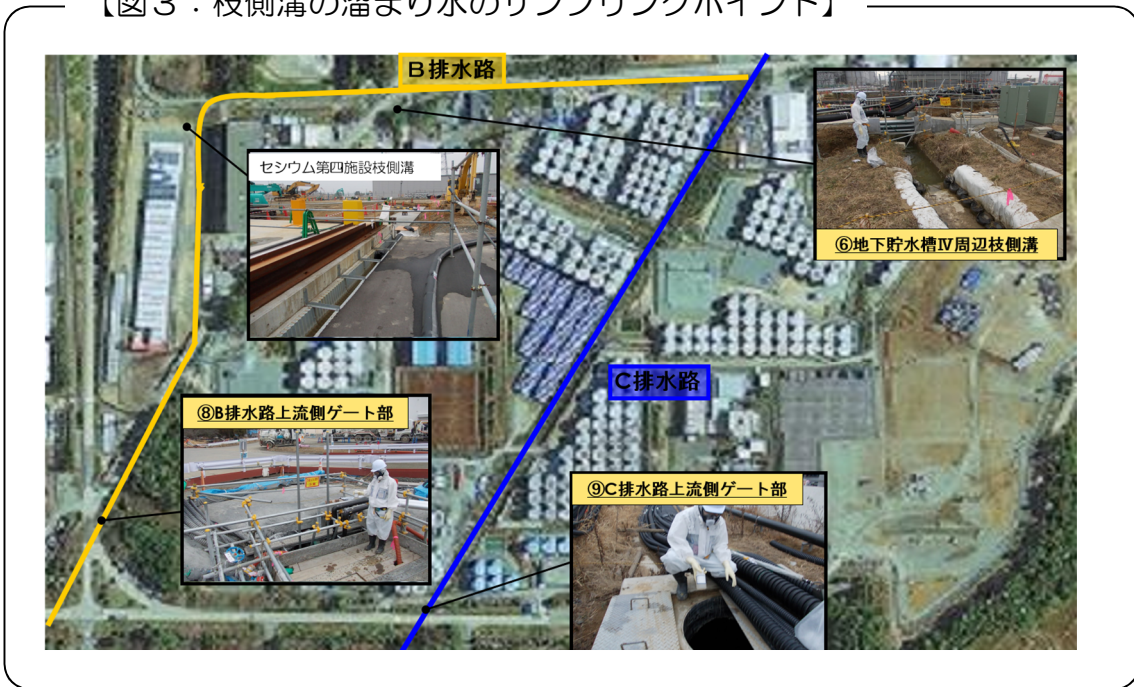 【図３：枝側溝の溜まり水のサンプリングポイント】
B排水路
セシウム第四施設枝側溝
⑥地下貯水槽Ⅳ周辺枝側溝
C排水路
⑧B排水路上流側ゲート部
⑨C排水路上流側ゲート部